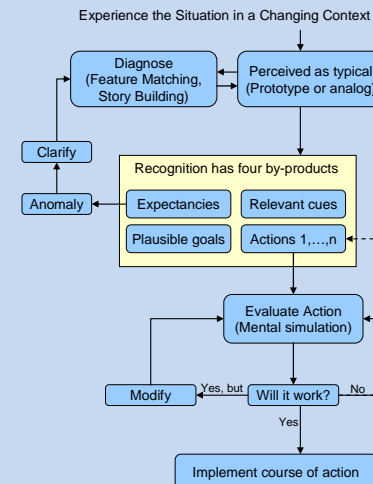 Experience the Situation in a Changing Context
Diagnose
(Feature Matching,
Story Building)
Perceived as typical
(Prototype or analog)
Clarify
Recognition has four by-products
Anomaly
Expectancies
Relevant cues
Plausible goals
Actions 1,…,n
Evaluate Action
(Mental simulation)
Modify
Yes, but
Will it work?
No
Yes
Implement course of action